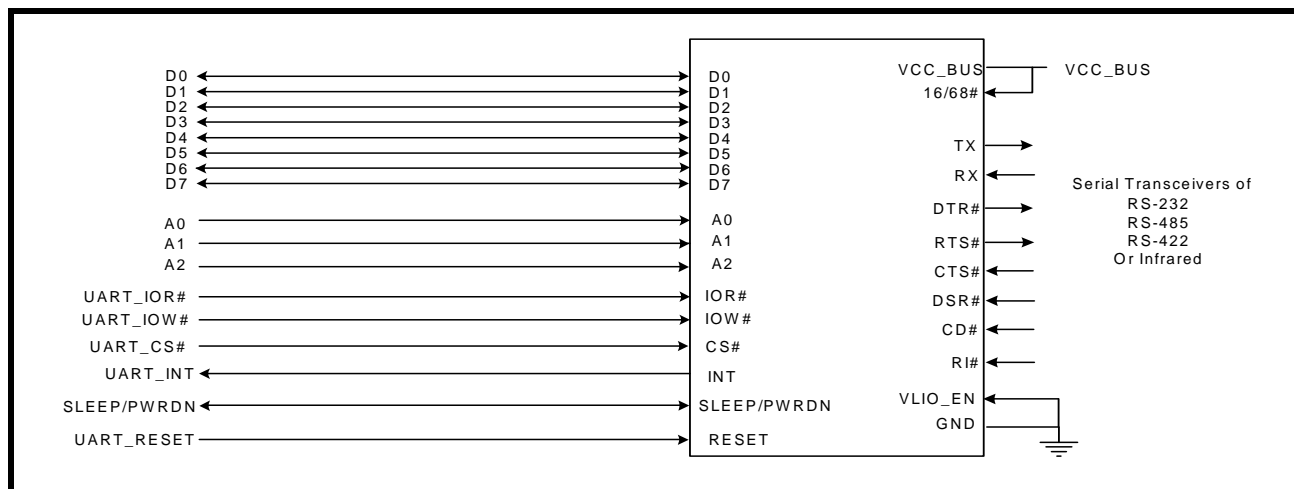 D0
D1
D2
D3
D4
D5
D6
D7
A0
A1
A2
UART_IOR#
UART_IOW#
UART_CS#
UART_INT
SLEEP/PWRDN
UART_RESET
D0
D1
D2
D3
D4
D5
D6
D7
A0
A1
A2
IOR#
IOW#
CS#
INT
SLEEP/PWRDN
RESET
VCC_BUS
16/68#
TX
RX
DTR#
RTS#
CTS#
DSR#
CD#
RI#
VLIO_EN
GND
VCC_BUS
Serial Transceivers of
RS-232
RS-485
RS-422
Or Infrared